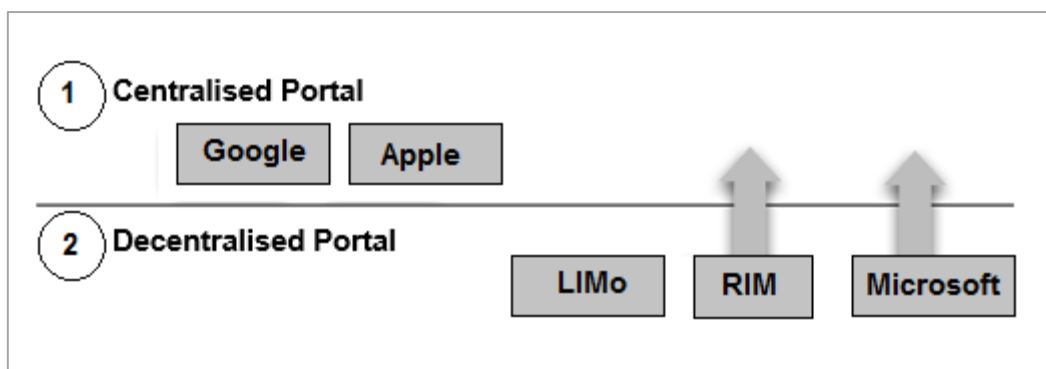 1 Centralised Portal
Google Apple
2 Decentralised Portal
LIMo RIM Microsoft